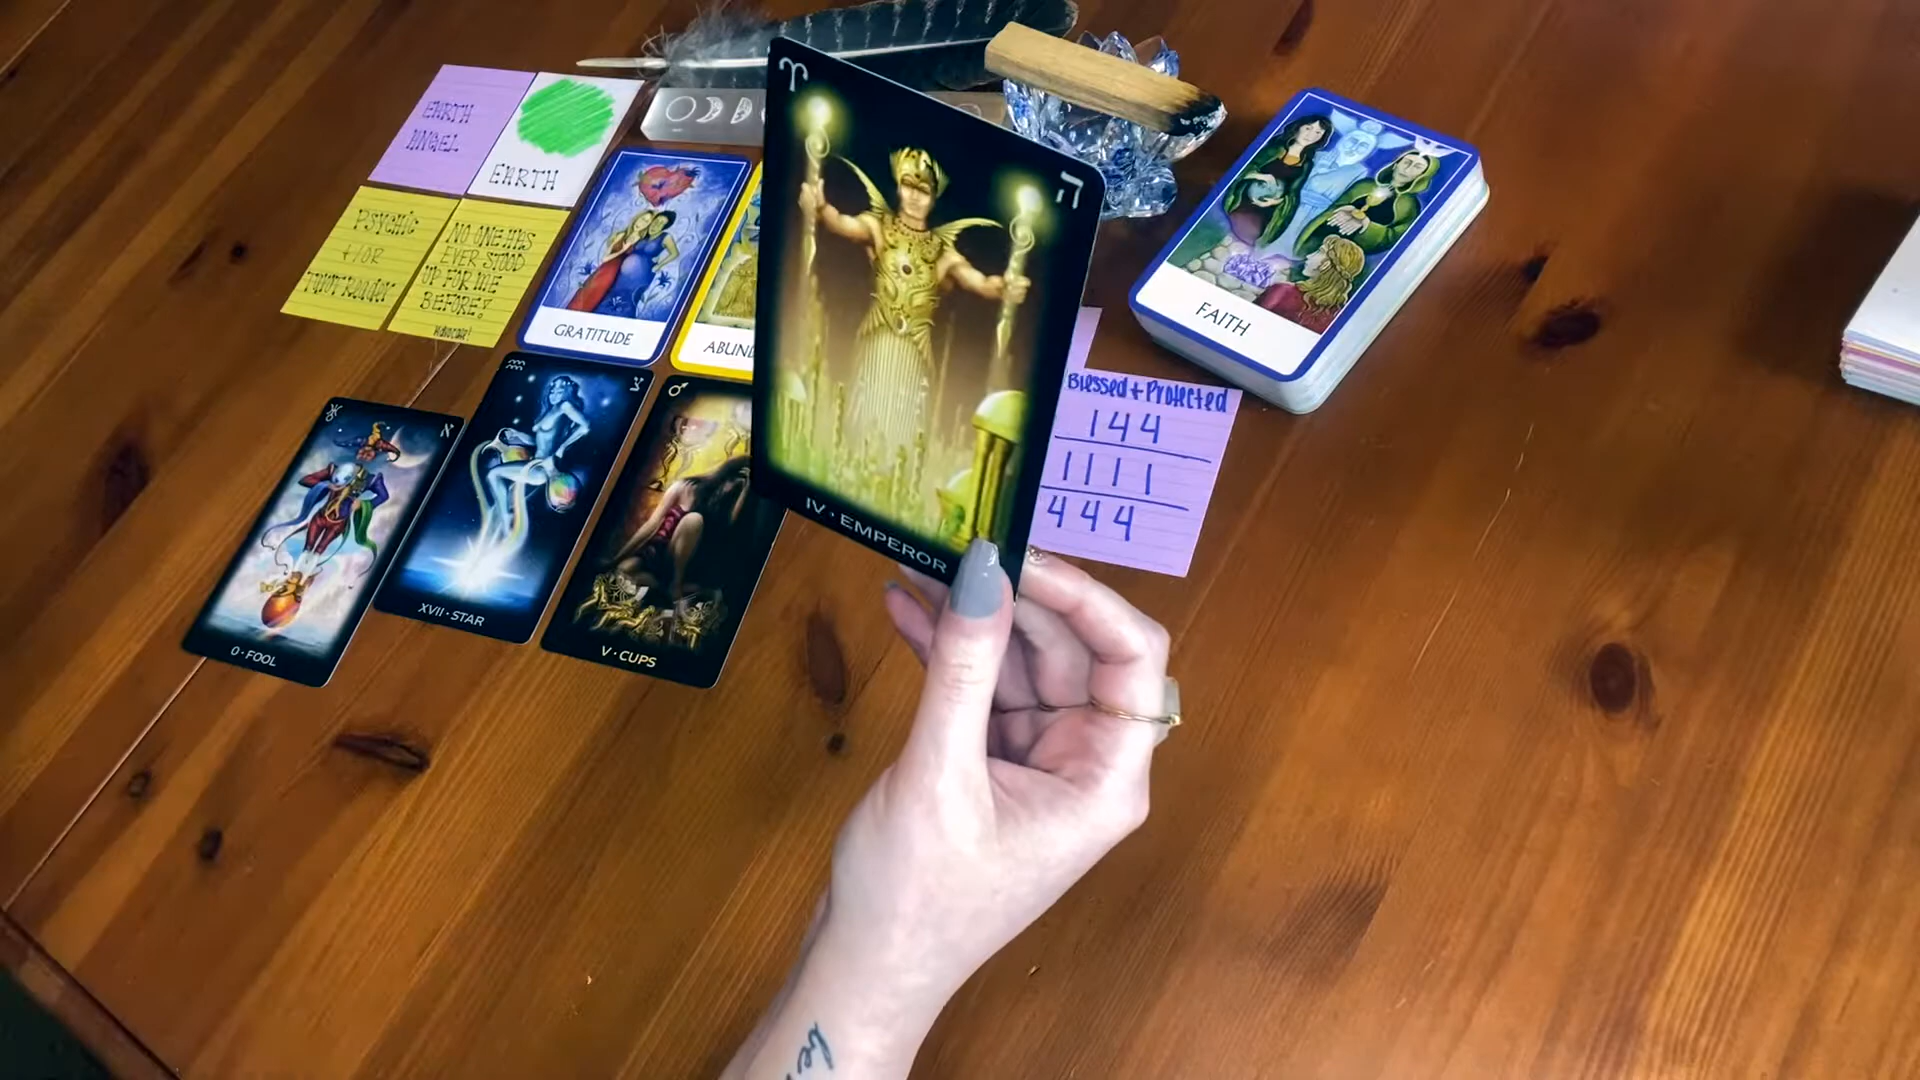 EARTH
ANGEL
EARTH
PSYCHIC
+/OR
TAROT Reader
NO ONE HAS
EVER STOOD
UP FOR ME
BEFORE!
GRATITUDE
ABUND
FAITH
Blessed + Protected
144
1111
444
0 · FOOL
XVII · STAR
V · CUPS
IV · EMPEROR
ה
א
be